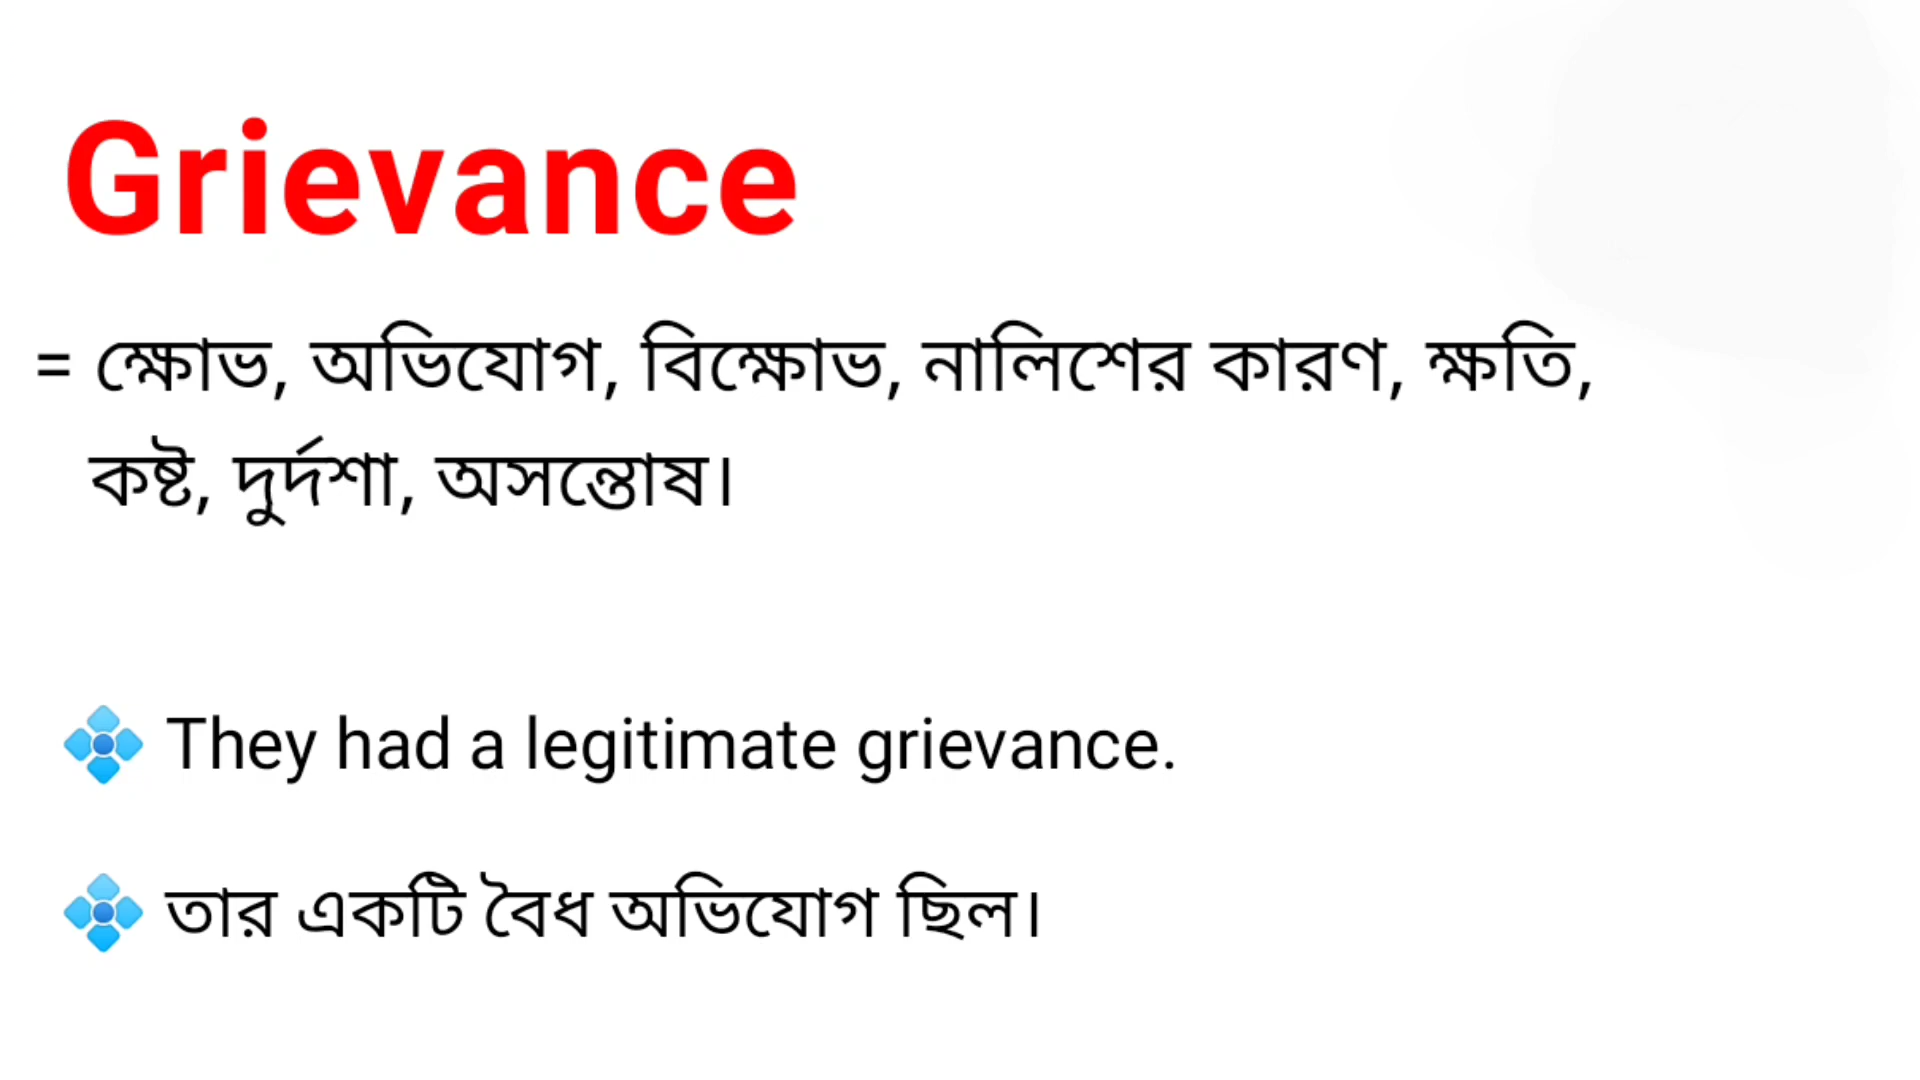 Grievance
= ক্ষোভ, অভিযোগ, বিক্ষোভ, নালিশের কারণ, ক্ষতি,
কষ্ট, দুর্দশা, অসন্তোষ।
💠 They had a legitimate grievance.
💠 তার একটি বৈধ অভিযোগ ছিল।